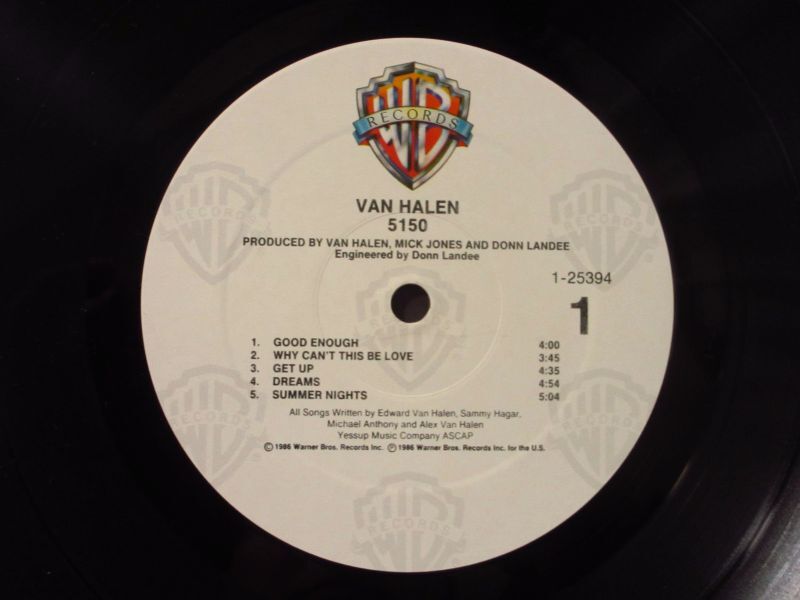 WB
RECORDS
VAN HALEN
5150
PRODUCED BY VAN HALEN, MICK JONES AND DONN LANDEE
Engineered by Donn Landee
1-25394
1
1. GOOD ENOUGH 4:00
2. WHY CAN'T THIS BE LOVE 3:45
3. GET UP 4:35
4. DREAMS 4:54
5. SUMMER NIGHTS 5:04
All Songs Written by Edward Van Halen, Sammy Hagar,
Michael Anthony and Alex Van Halen
Yessup Music Company ASCAP
© 1986 Warner Bros. Records Inc. ℗ 1986 Warner Bros. Records Inc. for the U.S.